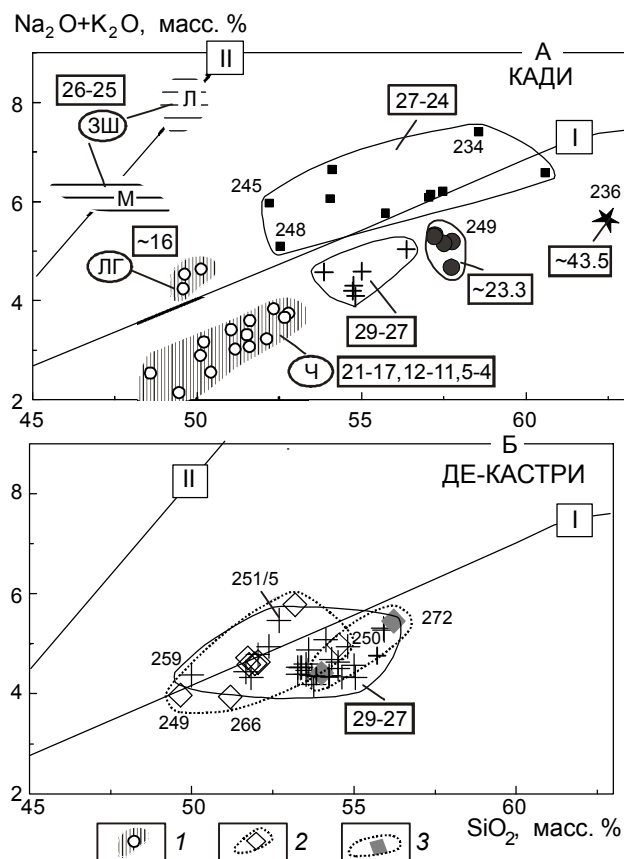 Na2O+K2O, масс. %
А
КАДИ
II
I
26-25
Л
ЗШ
М
27-24
234
245
248
249
236
~16
ЛГ
~43.5
~23.3
29-27
Ч
21-17,12-11,5-4
8
6
4
2
45
50
55
60
Б
ДЕ-КАСТРИ
II
I
251/5
272
250
259
249
266
29-27
8
6
4
2
45
50
55
60
1
2
3
SiO2, масс. %